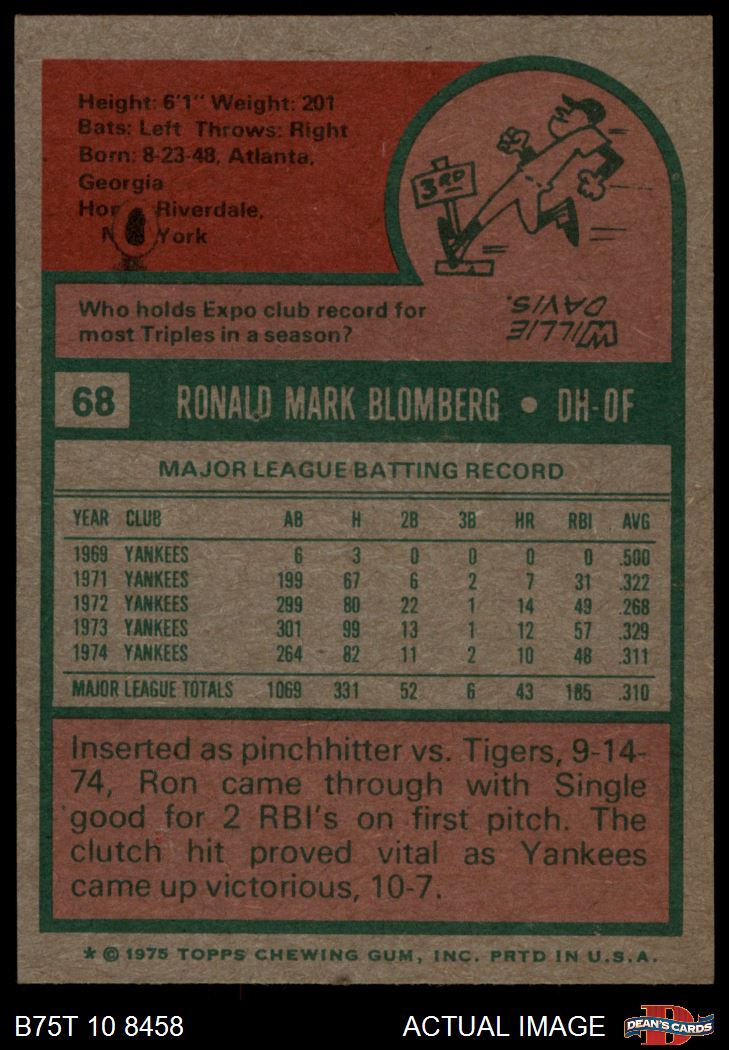 Height: 6'1" Weight: 201
Bats: Left Throws: Right
Born: 8-23-48, Atlanta,
Georgia
Riverdale,
York
3RD
WILLIE
DAVIS.
Who holds Expo club record for
most Triples in a season?
68 RONALD MARK BLOMBERG • DH-OF
MAJOR LEAGUE BATTING RECORD
YEAR CLUB AB H 2B 3B HR RBI AVG
1969 YANKEES 6 3 0 0 0 0 .500
1971 YANKEES 199 67 6 2 7 31 .322
1972 YANKEES 299 80 22 1 14 49 .268
1973 YANKEES 301 99 13 1 12 57 .329
1974 YANKEES 264 82 11 2 10 48 .311
MAJOR LEAGUE TOTALS 1069 331 52 6 43 185 .310
Inserted as pinchhitter vs. Tigers, 9-14-
74, Ron came through with Single
good for 2 RBI's on first pitch. The
clutch hit proved vital as Yankees
came up victorious, 10-7.
* © 1975 TOPPS CHEWING GUM, INC. PRTD IN U.S.A.
B75T 10 8458 ACTUAL IMAGE DEAN'S CARDS